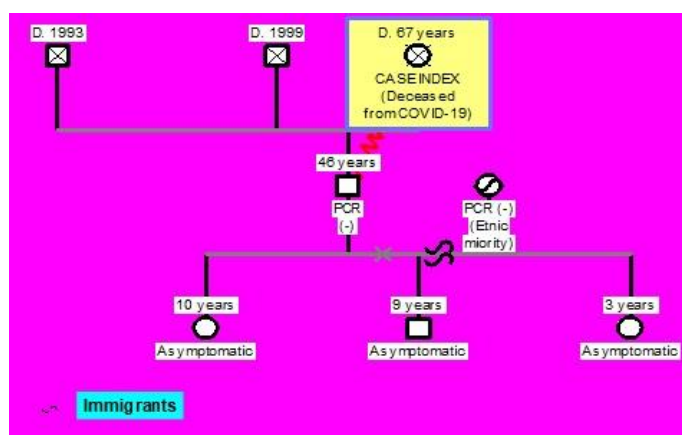 D. 1993
D. 1999
D. 67 years
CASE INDEX
(Deceased
from COVID-19)
46 years
PCR
(-)
PCR (-)
(Etnic
miority)
10 years
9 years
3 years
Asymptomatic
Asymptomatic
Asymptomatic
Immigrants